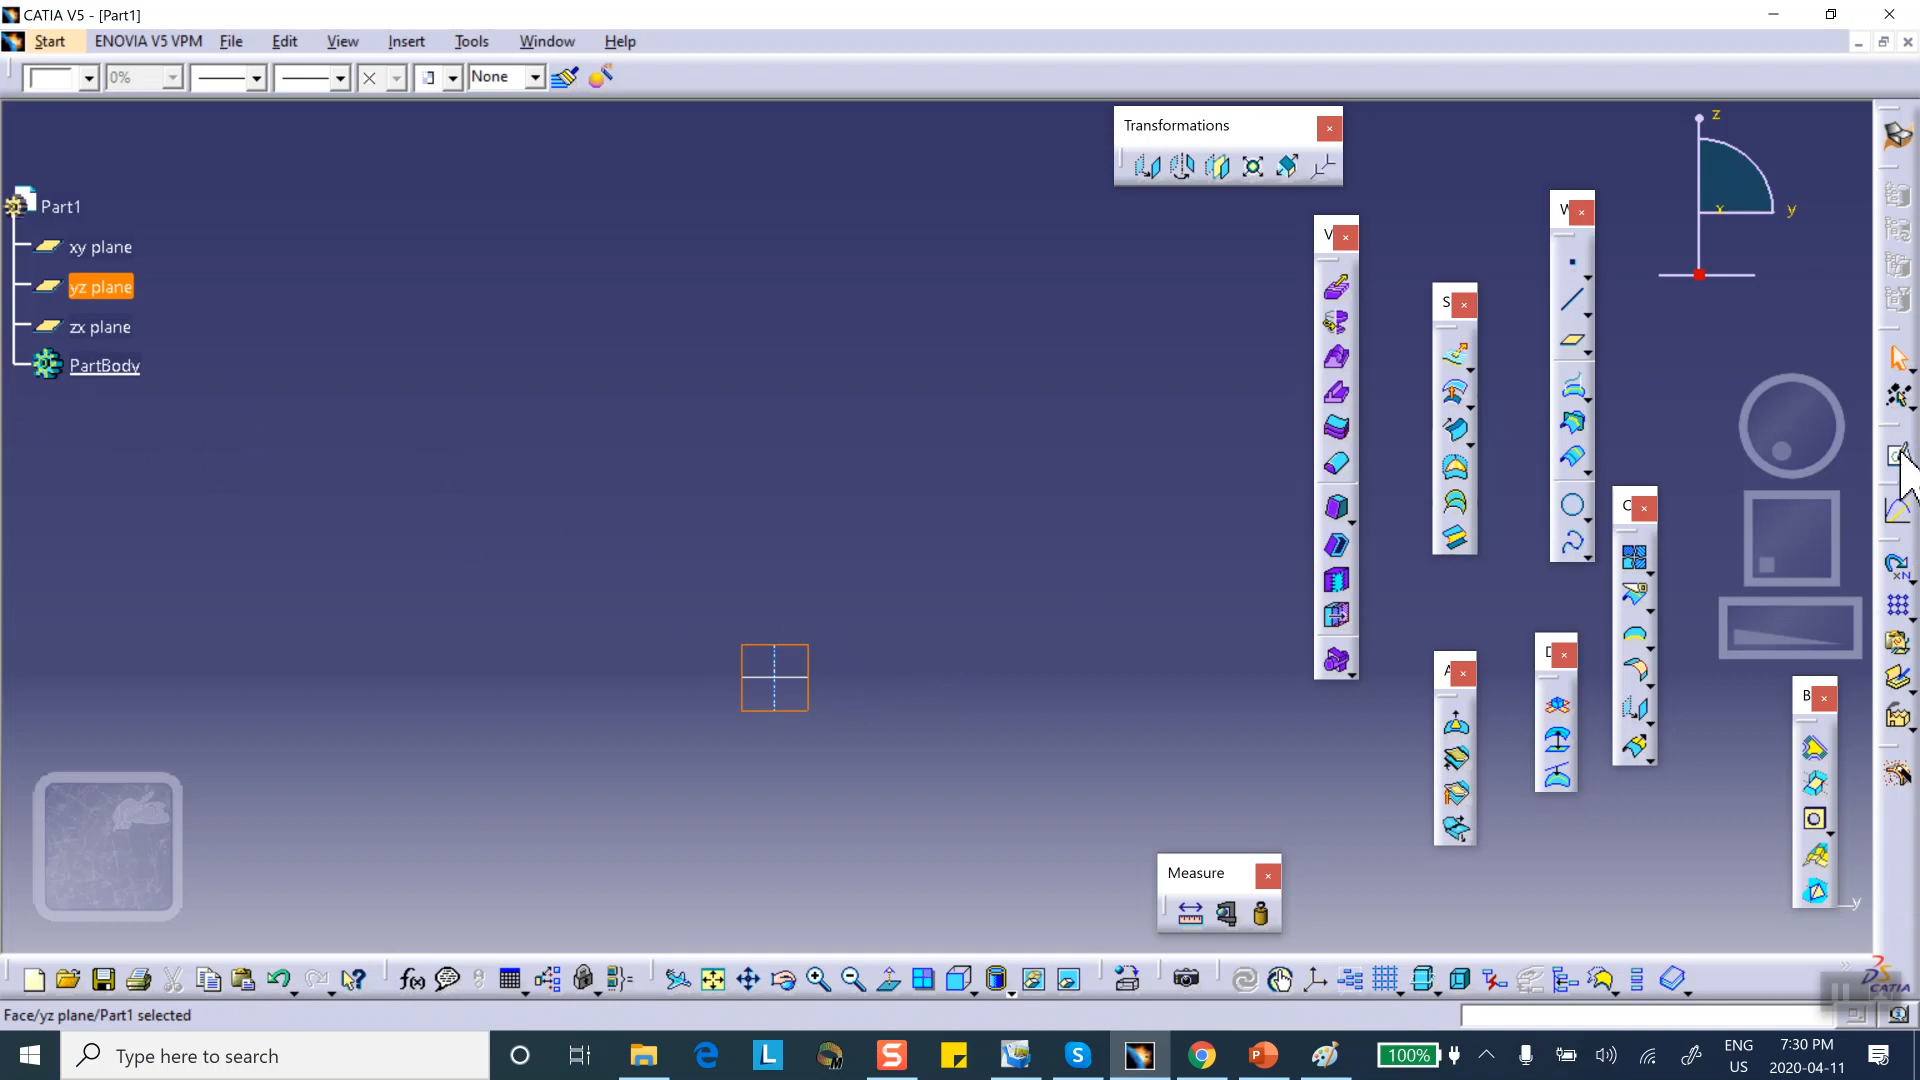 CATIA V5 - [Part1]
Start ENOVIA V5 VPM File Edit View Insert Tools Window Help
0% None
Transformations
z
x y
Part1
xy plane
yz plane
zx plane
PartBody
V
W
S
C
A
D
B
Measure
y
f(x)
CATIA
Face/yz plane/Part1 selected
Type here to search
100%
ENG
US
7:30 PM
2020-04-11